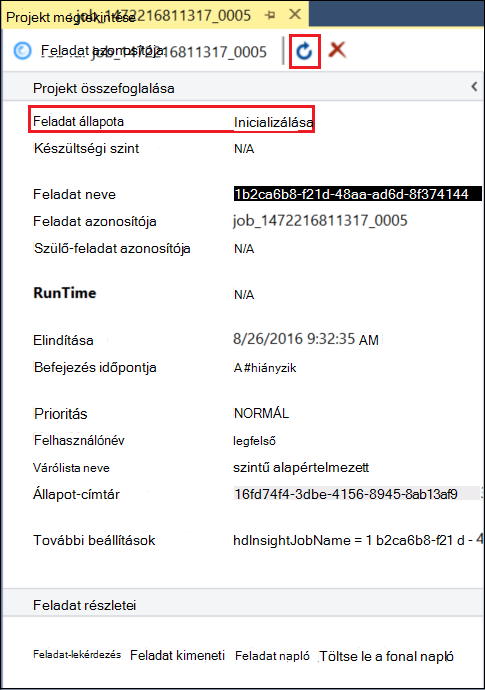 Projekt megtekintése job_1472216811317_0005
Feladat azonosítója: job_1472216811317_0005
Projekt összefoglalása
Feladat állapota Inicializálása
Készültségi szint N/A
Feladat neve 1b2ca6b8-f21d-48aa-ad6d-8f374144
Feladat azonosítója job_1472216811317_0005
Szülő-feladat azonosítója N/A
RunTime N/A
Elindítása 8/26/2016 9:32:35 AM
Befejezés időpontja A #hiányzik
Prioritás NORMÁL
Felhasználónév legfelső
Várólista neve szintű alapértelmezett
Állapot-címtár 16fd74f4-3dbe-4156-8945-8ab13af9
További beállítások hdInsightJobName = 1 b2ca6b8-f21 d - 4
Feladat részletei
Feladat-lekérdezés Feladat kimeneti Feladat napló Töltse le a fonal napló